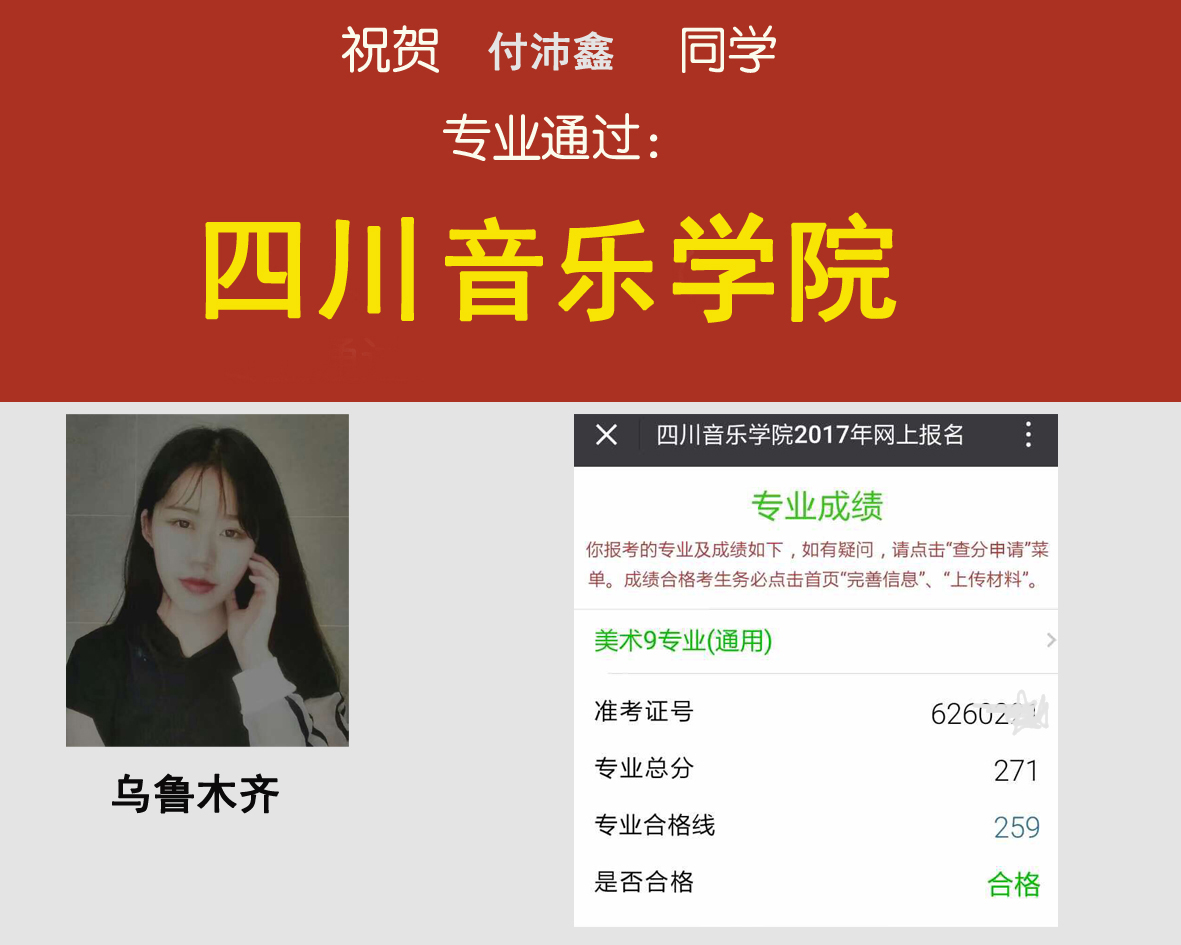 祝贺 付沛鑫 同学
专业通过：
四川音乐学院
乌鲁木齐
四川音乐学院2017年网上报名
专业成绩
你报考的专业及成绩如下，如有疑问，请点击“查分申请”菜
单。成绩合格考生务必点击首页“完善信息”、“上传材料”。
美术9专业(通用)
准考证号 62602
专业总分 271
专业合格线 259
是否合格 合格